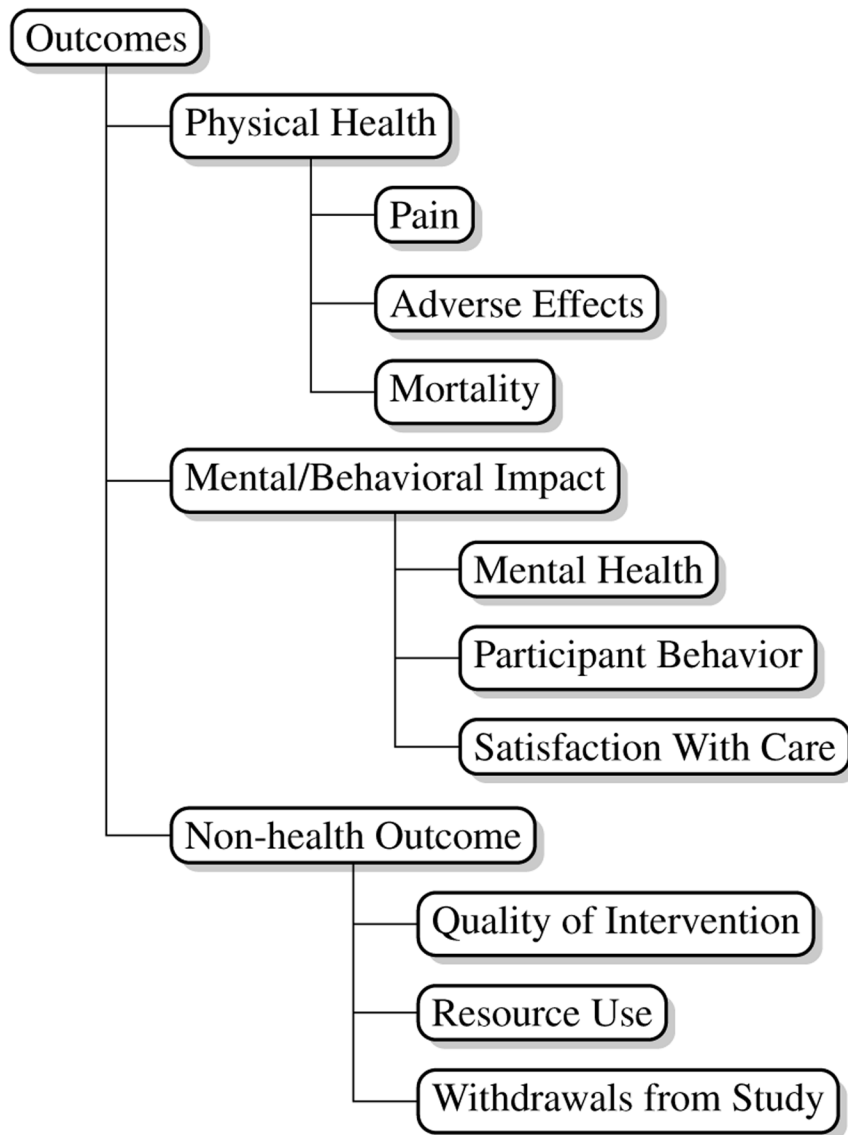 Outcomes
Physical Health
Pain
Adverse Effects
Mortality
Mental/Behavioral Impact
Mental Health
Participant Behavior
Satisfaction With Care
Non-health Outcome
Quality of Intervention
Resource Use
Withdrawals from Study